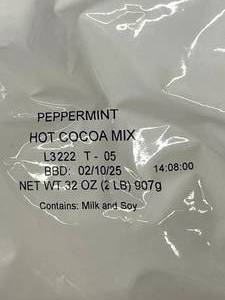 PEPPERMINT
HOT COCOA MIX
L3222 T - 05
BBD: 02/10/25 14:08:00
NET WT 32 OZ (2 LB) 907g
Contains: Milk and Soy